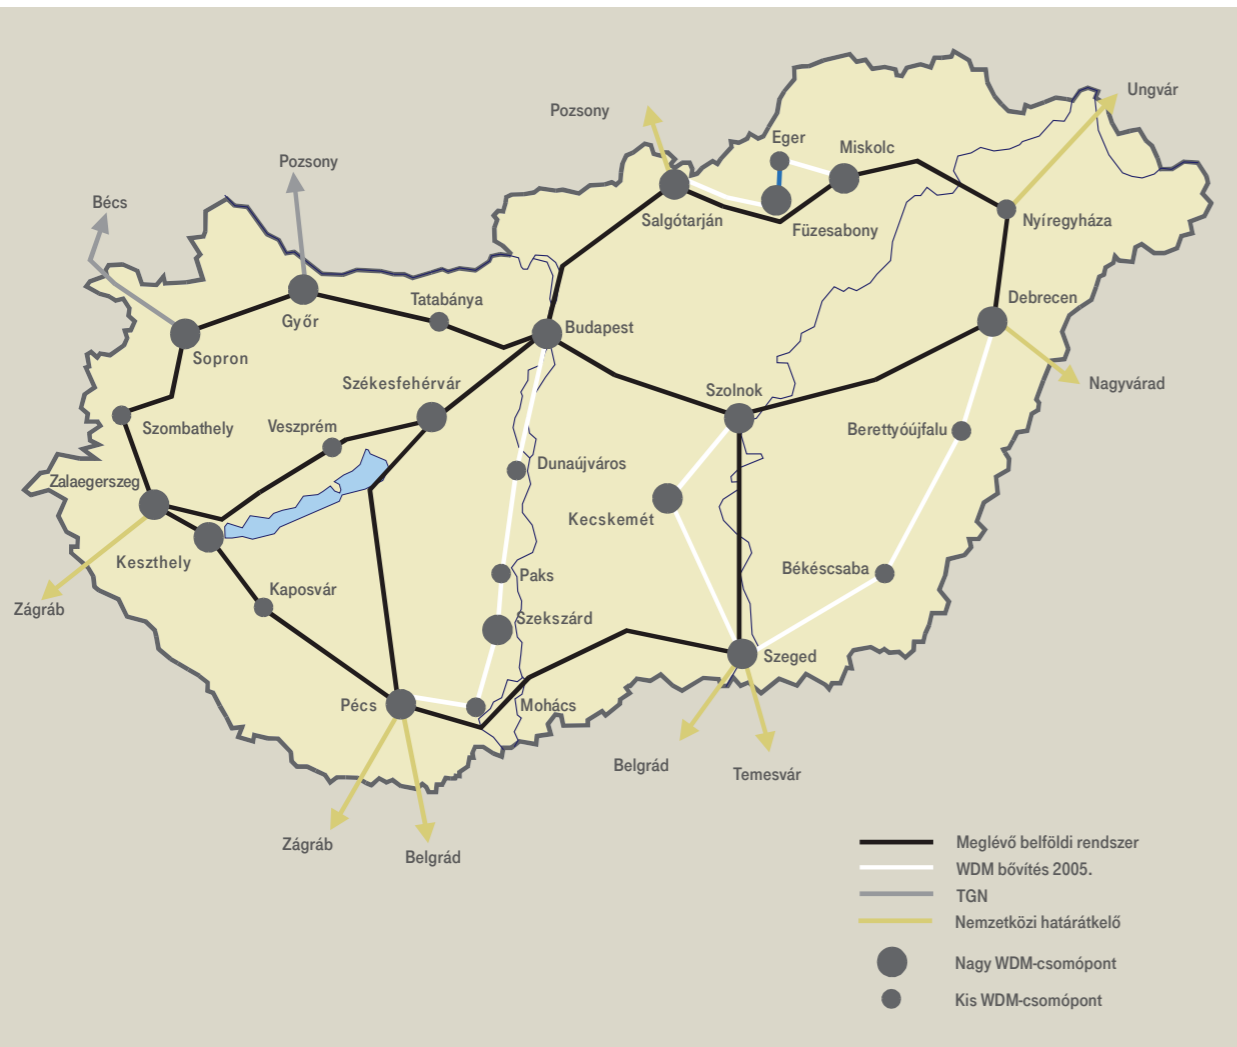 Ungvár
Pozsony
Eger
Miskolc
Pozsony
Bécs
Salgótarján
Füzesabony
Nyíregyháza
Debrecen
Tatabánya
Győr
Budapest
Sopron
Székesfehérvár
Nagyvárad
Szolnok
Szombathely
Veszprém
Berettyóújfalu
Dunaújváros
Zalaegerszeg
Kecskemét
Keszthely
Békéscsaba
Paks
Kaposvár
Zágráb
Szekszárd
Szeged
Pécs
Mohács
Belgrád
Temesvár
Zágráb
Belgrád
Meglévő belföldi rendszer
WDM bővítés 2005.
TGN
Nemzetközi határátkelő
Nagy WDM-csomópont
Kis WDM-csomópont